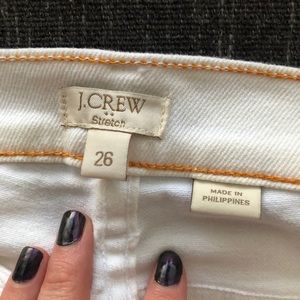 J.CREW
Stretch
26
MADE IN
PHILIPPINES